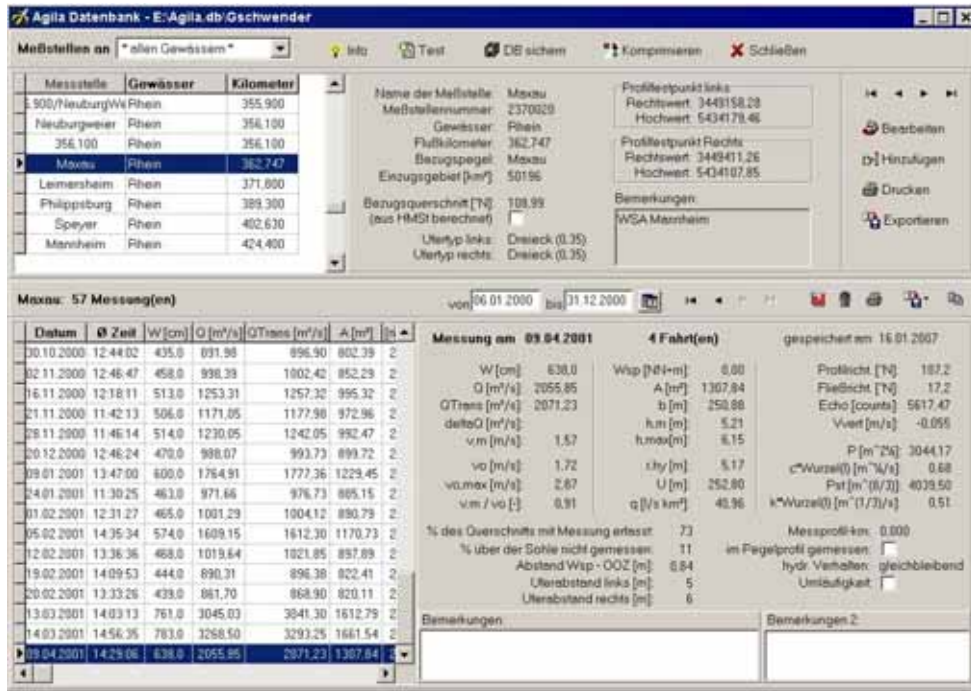 Agila Datenbank - E:\Agila.db\Gschwender
Meßstellen an * allen Gewässern * Info Test DB sichern Komprimieren Schließen
Messstelle Gewässer Kilometer
5.900/NeuburgWe Rhein 355,900
Neuburgweier Rhein 356,100
356,100 Rhein 356,100
Maxau Rhein 362,747
Leimersheim Rhein 371,800
Philippsburg Rhein 389,300
Speyer Rhein 402,630
Mannheim Rhein 424,400
Name der Meßstelle: Maxau
Meßstellennummer: 2370020
Gewässer: Rhein
Flußkilometer: 362,747
Bezugspegel: Maxau
Einzugsgebiet [km²]: 50196
Bezugsquerschnitt [°N]: 108,99
(aus HMSt berechnet)
Ufertyp links: Dreieck (0.35)
Ufertyp rechts: Dreieck (0.35)
Profilfestpunkt links
Rechtswert: 3449158,28
Hochwert: 5434179,46
Profilfestpunkt Rechts
Rechtswert: 3449411,26
Hochwert: 5434107,85
Bemerkungen:
WSA Mannheim
Bearbeiten
Hinzufügen
Drucken
Exportieren
Maxau: 57 Messung(en) von 06.01.2000 bis 31.12.2000
Datum Ø Zeit W [cm] Q [m³/s] QTrans [m³/s] A [m²]
30.10.2000 12:44:02 435,0 891,98 896,90 802,39 2
02.11.2000 12:46:47 458,0 998,39 1002,42 852,29 2
16.11.2000 12:18:11 513,0 1253,31 1257,32 995,32 2
21.11.2000 11:42:13 506,0 1171,05 1177,98 972,96 2
28.11.2000 11:46:14 514,0 1230,05 1242,05 992,47 2
20.12.2000 12:46:24 470,0 988,07 993,73 899,72 2
09.01.2001 13:47:00 600,0 1764,91 1777,36 1229,45 2
24.01.2001 11:30:25 463,0 971,66 976,73 885,15 2
01.02.2001 12:31:27 465,0 1001,29 1004,12 890,79 2
05.02.2001 14:35:34 574,0 1609,15 1612,30 1170,73 2
12.02.2001 13:36:36 468,0 1019,64 1021,85 897,89 2
19.02.2001 14:09:53 444,0 890,31 896,38 822,41 2
20.02.2001 13:33:26 439,0 861,70 868,90 820,11 2
13.03.2001 14:03:13 761,0 3045,03 3041,30 1612,79 2
14.03.2001 14:56:35 783,0 3268,50 3293,25 1661,54 2
09.04.2001 14:29:06 638,0 2055,85 2071,23 1307,84 2
Messung am 09.04.2001 4 Fahrt(en) gespeichert am 16.01.2007
W [cm]: 638,0 Wsp [NN+m]: 0,00 Profilricht. [°N]: 107,2
Q [m³/s]: 2055,85 A [m²]: 1307,84 Fließricht. [°N]: 17,2
QTrans [m³/s]: 2071,23 b [m]: 250,88 Echo [counts]: 5617,47
deltaQ [m³/s]: h.m [m]: 5,21 Vvert [m/s]: -0,055
v.m [m/s]: 1,57 h.max[m]: 6,15
P [m^2½]: 3044,17
vo [m/s]: 1,72 r.hy [m]: 5,17 c*Wurzel(I) [m^½/s]: 0,68
vo.max [m/s]: 2,87 U [m]: 252,80 Pst [m^(8/3)]: 4039,50
v.m / vo [-]: 0,91 q [l/s km²]: 40,96 k*Wurzel(I) [m^(1/3)/s]: 0,51
% des Querschnitts mit Messung erfasst: 73 Messprofil-km: 0.000
% über der Sohle nicht gemessen: 11 im Pegelprofil gemessen:
Abstand Wsp - OOZ [m]: 0,84 hydr. Verhalten: gleichbleibend
Uferabstand links [m]: 5 Umläufigkeit:
Uferabstand rechts [m]: 6
Bemerkungen: Bemerkungen 2: